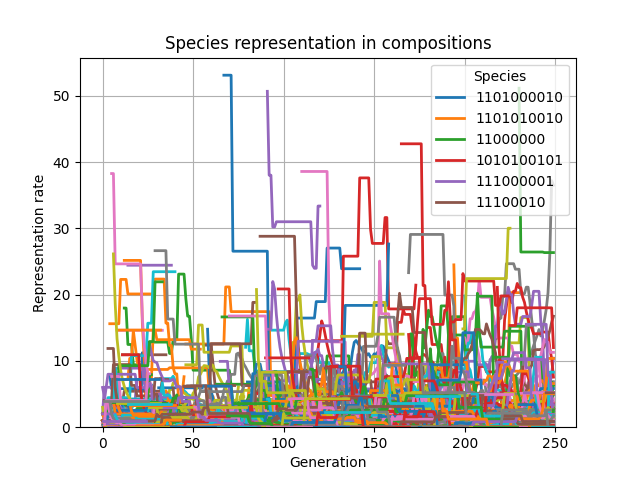 Species representation in compositions
Species
1101000010
1101010010
11000000
1010100101
111000001
11100010
Representation rate
50
40
30
20
10
0
0 50 100 150 200 250
Generation